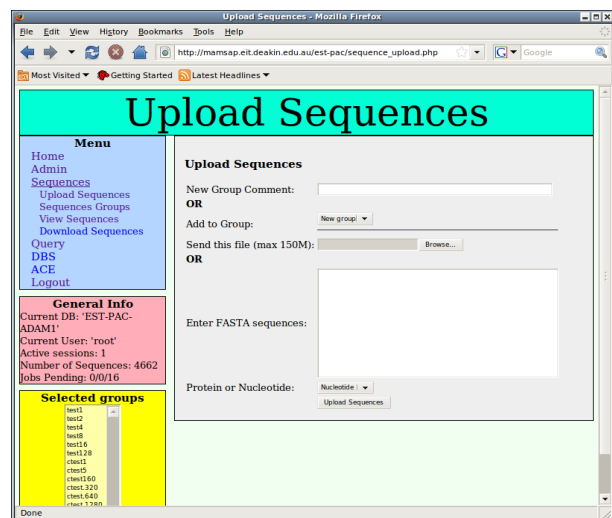 Upload Sequences - Mozilla Firefox
File Edit View History Bookmarks Tools Help
http://mamsap.eit.deakin.edu.au/est-pac/sequence_upload.php
Google
Most Visited Getting Started Latest Headlines
Upload Sequences
Menu
Home
Admin
Sequences
Upload Sequences
Sequences Groups
View Sequences
Download Sequences
Query
DBS
ACE
Logout
General Info
Current DB: 'EST-PAC-
ADAM1'
Current User: 'root'
Active sessions: 1
Number of Sequences: 4662
Jobs Pending: 0/0/16
Selected groups
test1
test2
test4
test8
test16
test128
ctest1
ctest5
ctest160
ctest.320
ctest.640
ctest.1280
Upload Sequences
New Group Comment:
OR
Add to Group: New group
Send this file (max 150M): Browse...
OR
Enter FASTA sequences:
Protein or Nucleotide: Nucleotide
Upload Sequences
Done